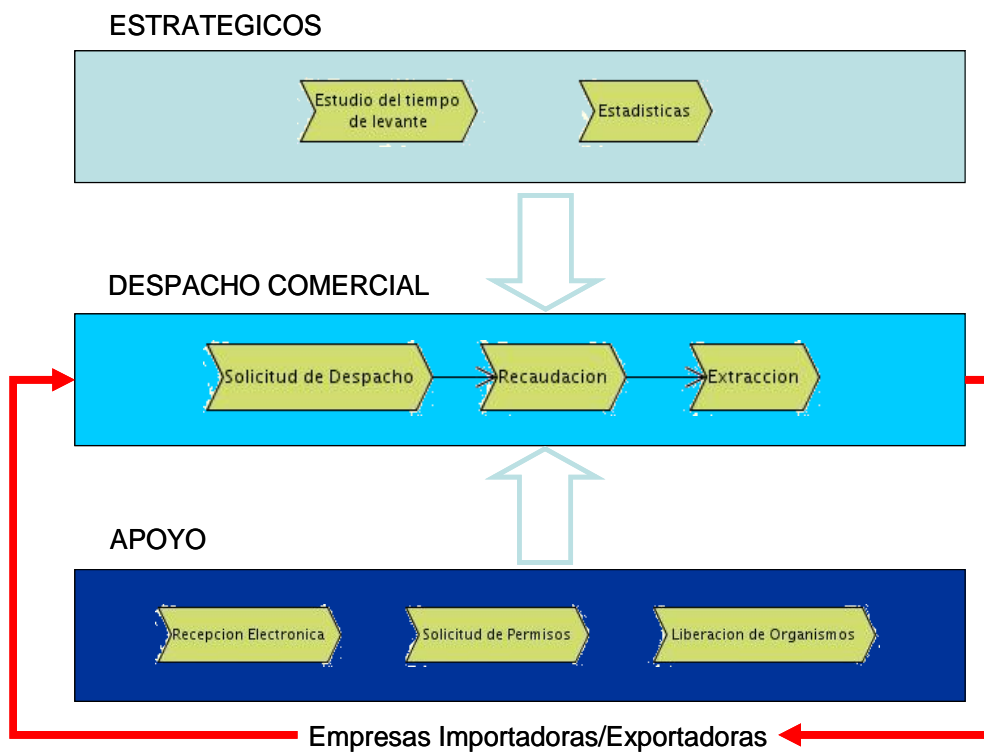 ESTRATEGICOS
Estudio del tiempo
de levante
Estadisticas
DESPACHO COMERCIAL
Solicitud de Despacho
Recaudacion
Extraccion
APOYO
Recepcion Electronica
Solicitud de Permisos
Liberacion de Organismos
Empresas Importadoras/Exportadoras